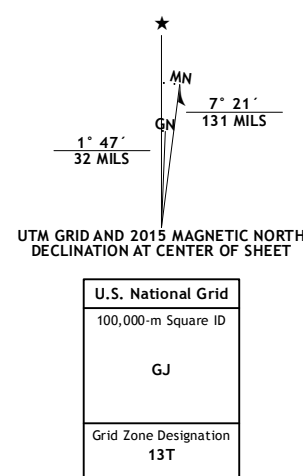 ★
MN
GN
7° 21´
131 MILS
1° 47´
32 MILS
UTM GRID AND 2015 MAGNETIC NORTH
DECLINATION AT CENTER OF SHEET
U.S. National Grid
100,000-m Square ID
GJ
Grid Zone Designation
13T